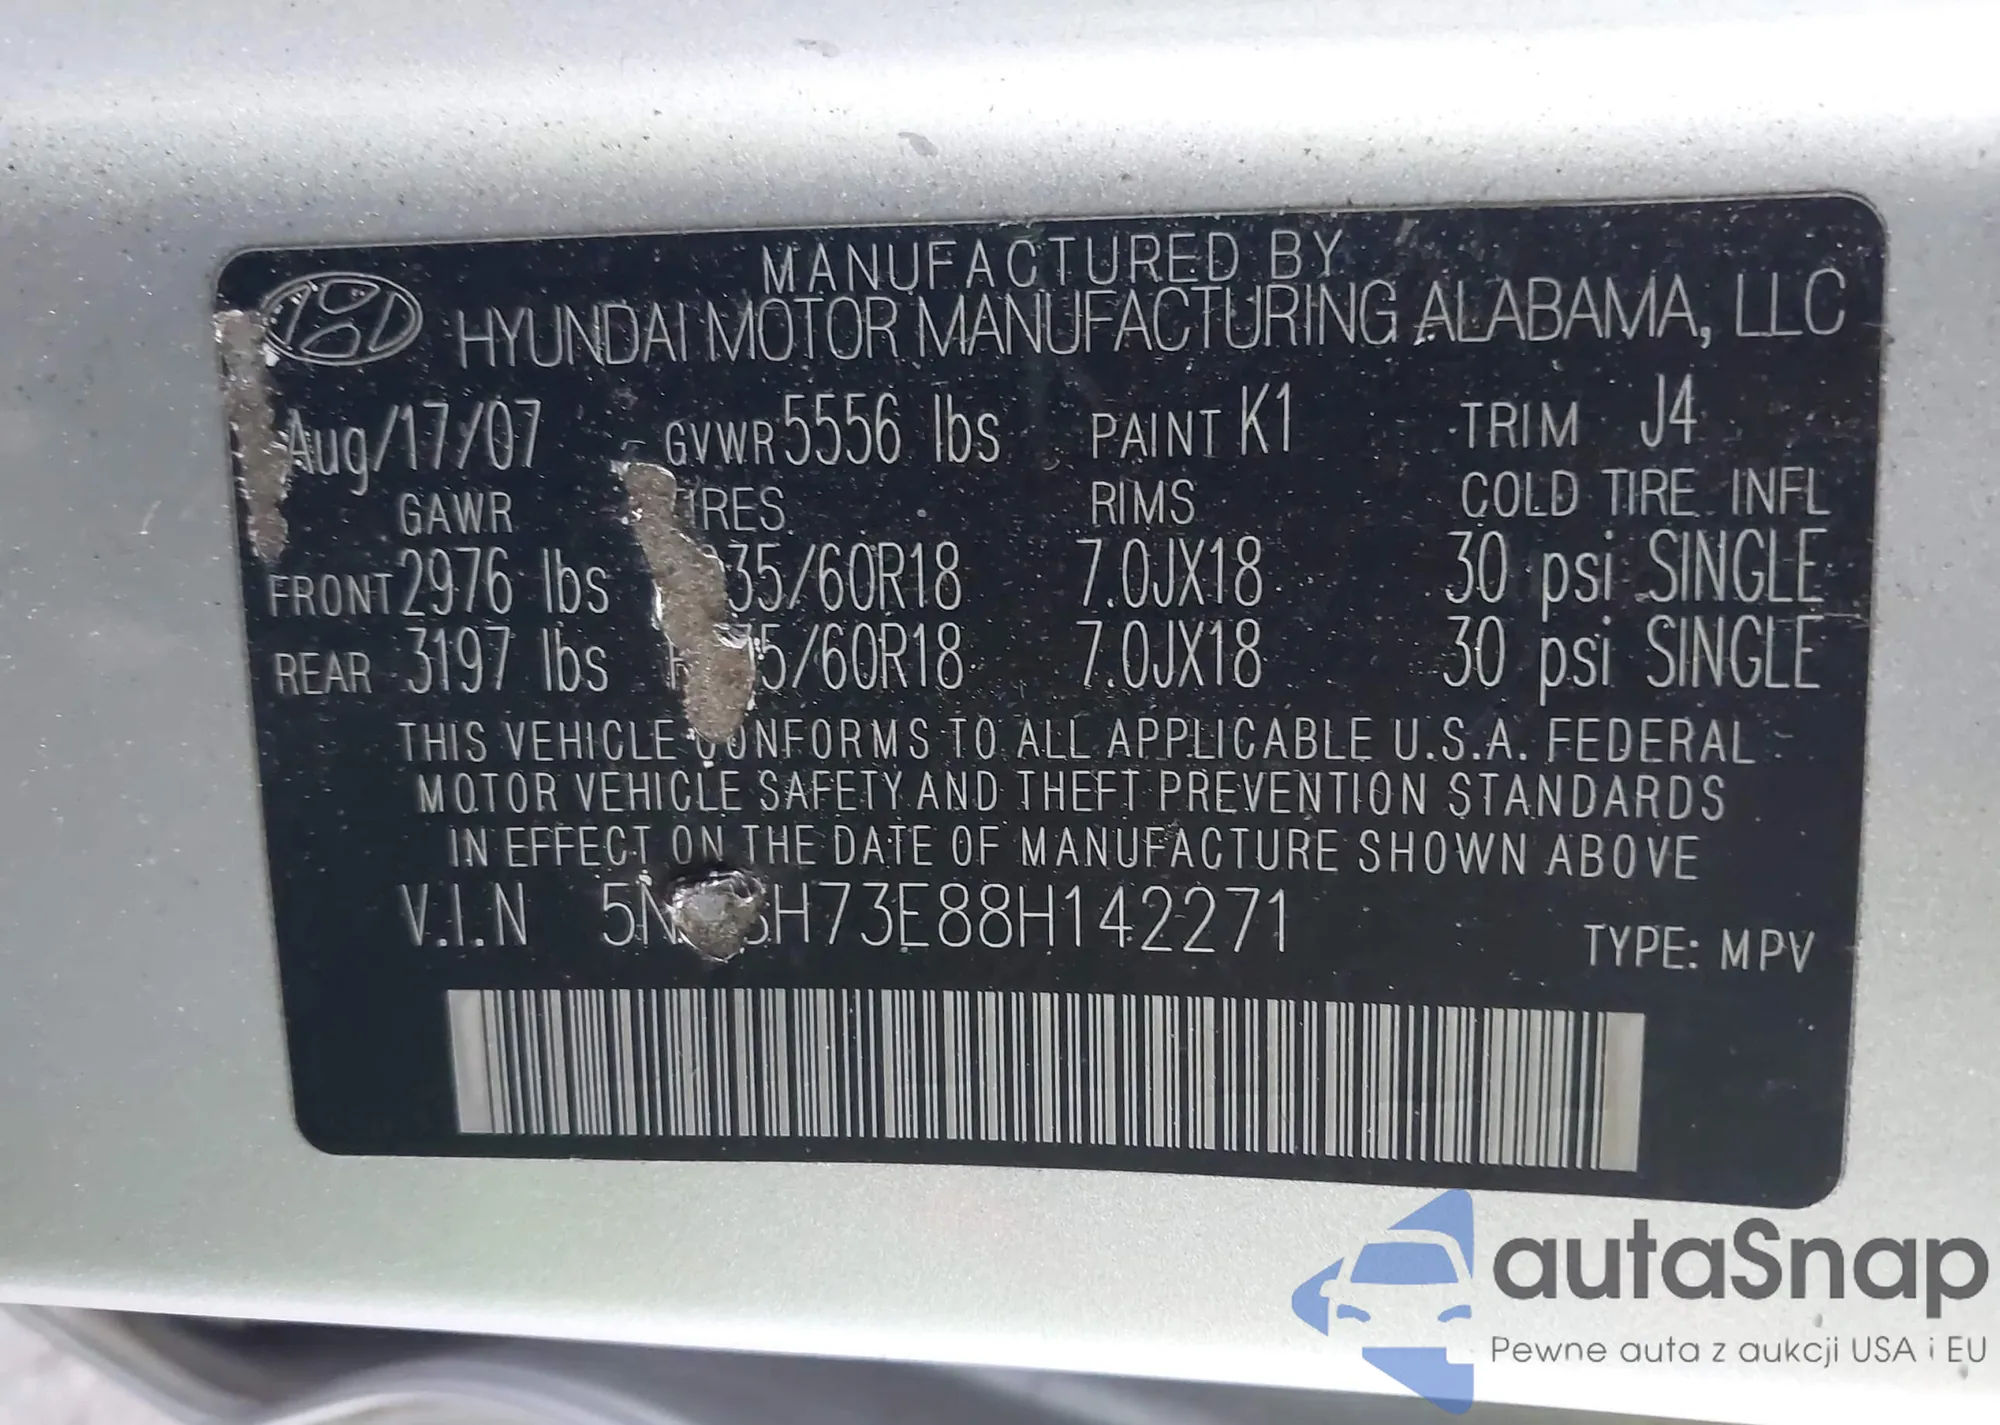 MANUFACTURED BY
HYUNDAI MOTOR MANUFACTURING ALABAMA, LLC
Aug/17/07 GVWR 5556 lbs PAINT K1 TRIM J4
GAWR RIMS COLD TIRE INFL
FRONT 2976 lbs 7.0JX18 30 psi SINGLE
REAR 3197 lbs 7.0JX18 30 psi SINGLE
THIS VEHICLE CONFORMS TO ALL APPLICABLE U.S.A. FEDERAL
MOTOR VEHICLE SAFETY AND THEFT PREVENTION STANDARDS
IN EFFECT ON THE DATE OF MANUFACTURE SHOWN ABOVE
V.I.N
TYPE: MPV
autaSnap
Pewne auta z aukcji USA i EU